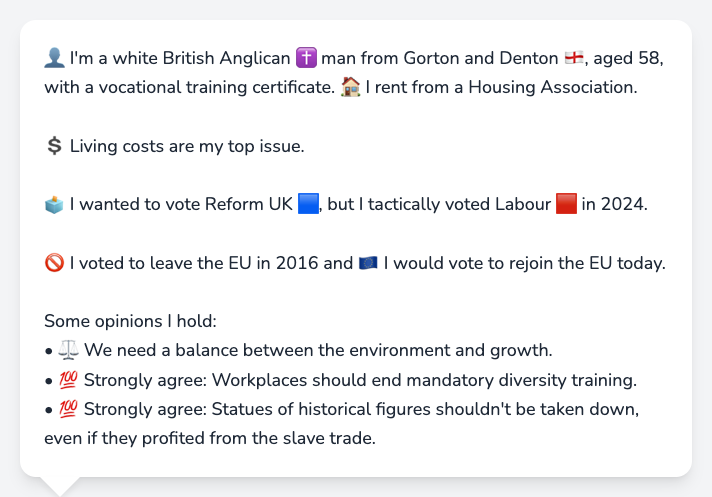 👤 I'm a white British Anglican ✝️ man from Gorton and Denton 🏴󠁧󠁢󠁥󠁮󠁧󠁿, aged 58,
with a vocational training certificate. 🏠 I rent from a Housing Association.
💲 Living costs are my top issue.
🗳️ I wanted to vote Reform UK 🟦, but I tactically voted Labour 🟥 in 2024.
🚫 I voted to leave the EU in 2016 and 🇪🇺 I would vote to rejoin the EU today.
Some opinions I hold:
• ⚖️ We need a balance between the environment and growth.
• 💯 Strongly agree: Workplaces should end mandatory diversity training.
• 💯 Strongly agree: Statues of historical figures shouldn't be taken down,
even if they profited from the slave trade.